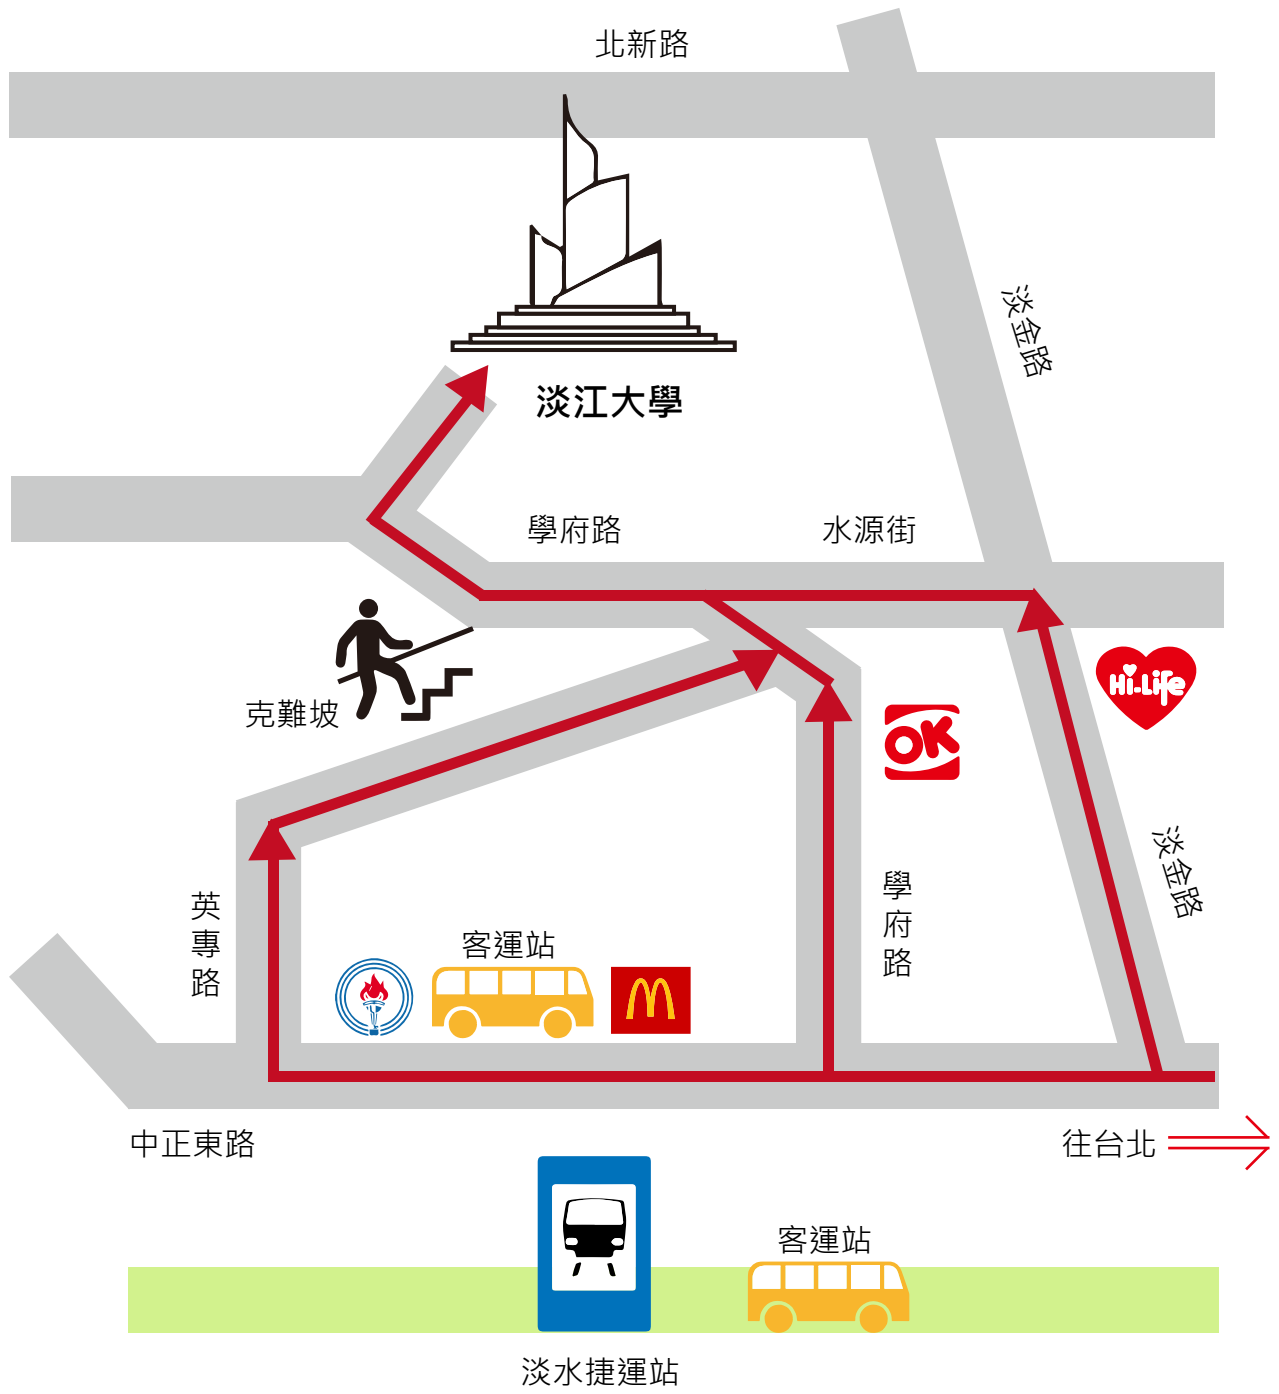 北新路
淡金路
淡江大學
學府路
水源街
Hi-Life
克難坡
OK
淡金路
學府路
英專路
客運站
中正東路
往台北
客運站
淡水捷運站